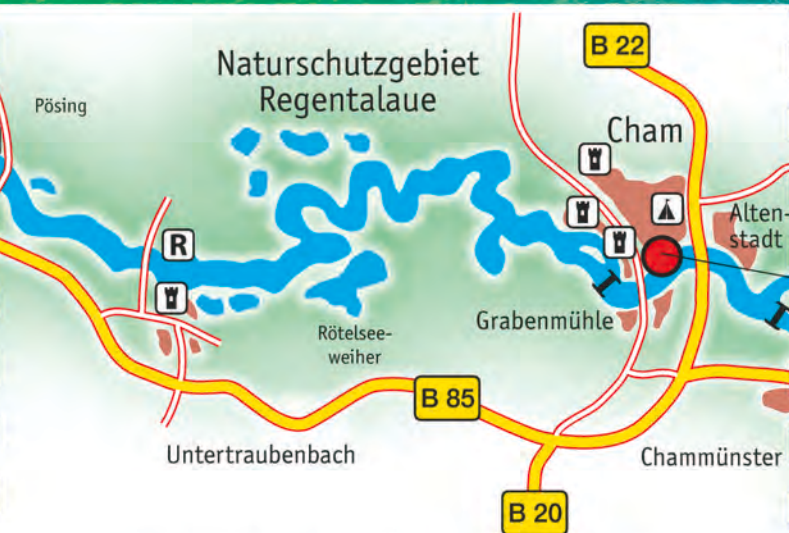 B 22
Naturschutzgebiet
Regentalaue
Pösing
Cham
Alten-
stadt
R
Grabenmühle
Rötelsee-
weiher
B 85
Untertraubenbach
Chammünster
B 20